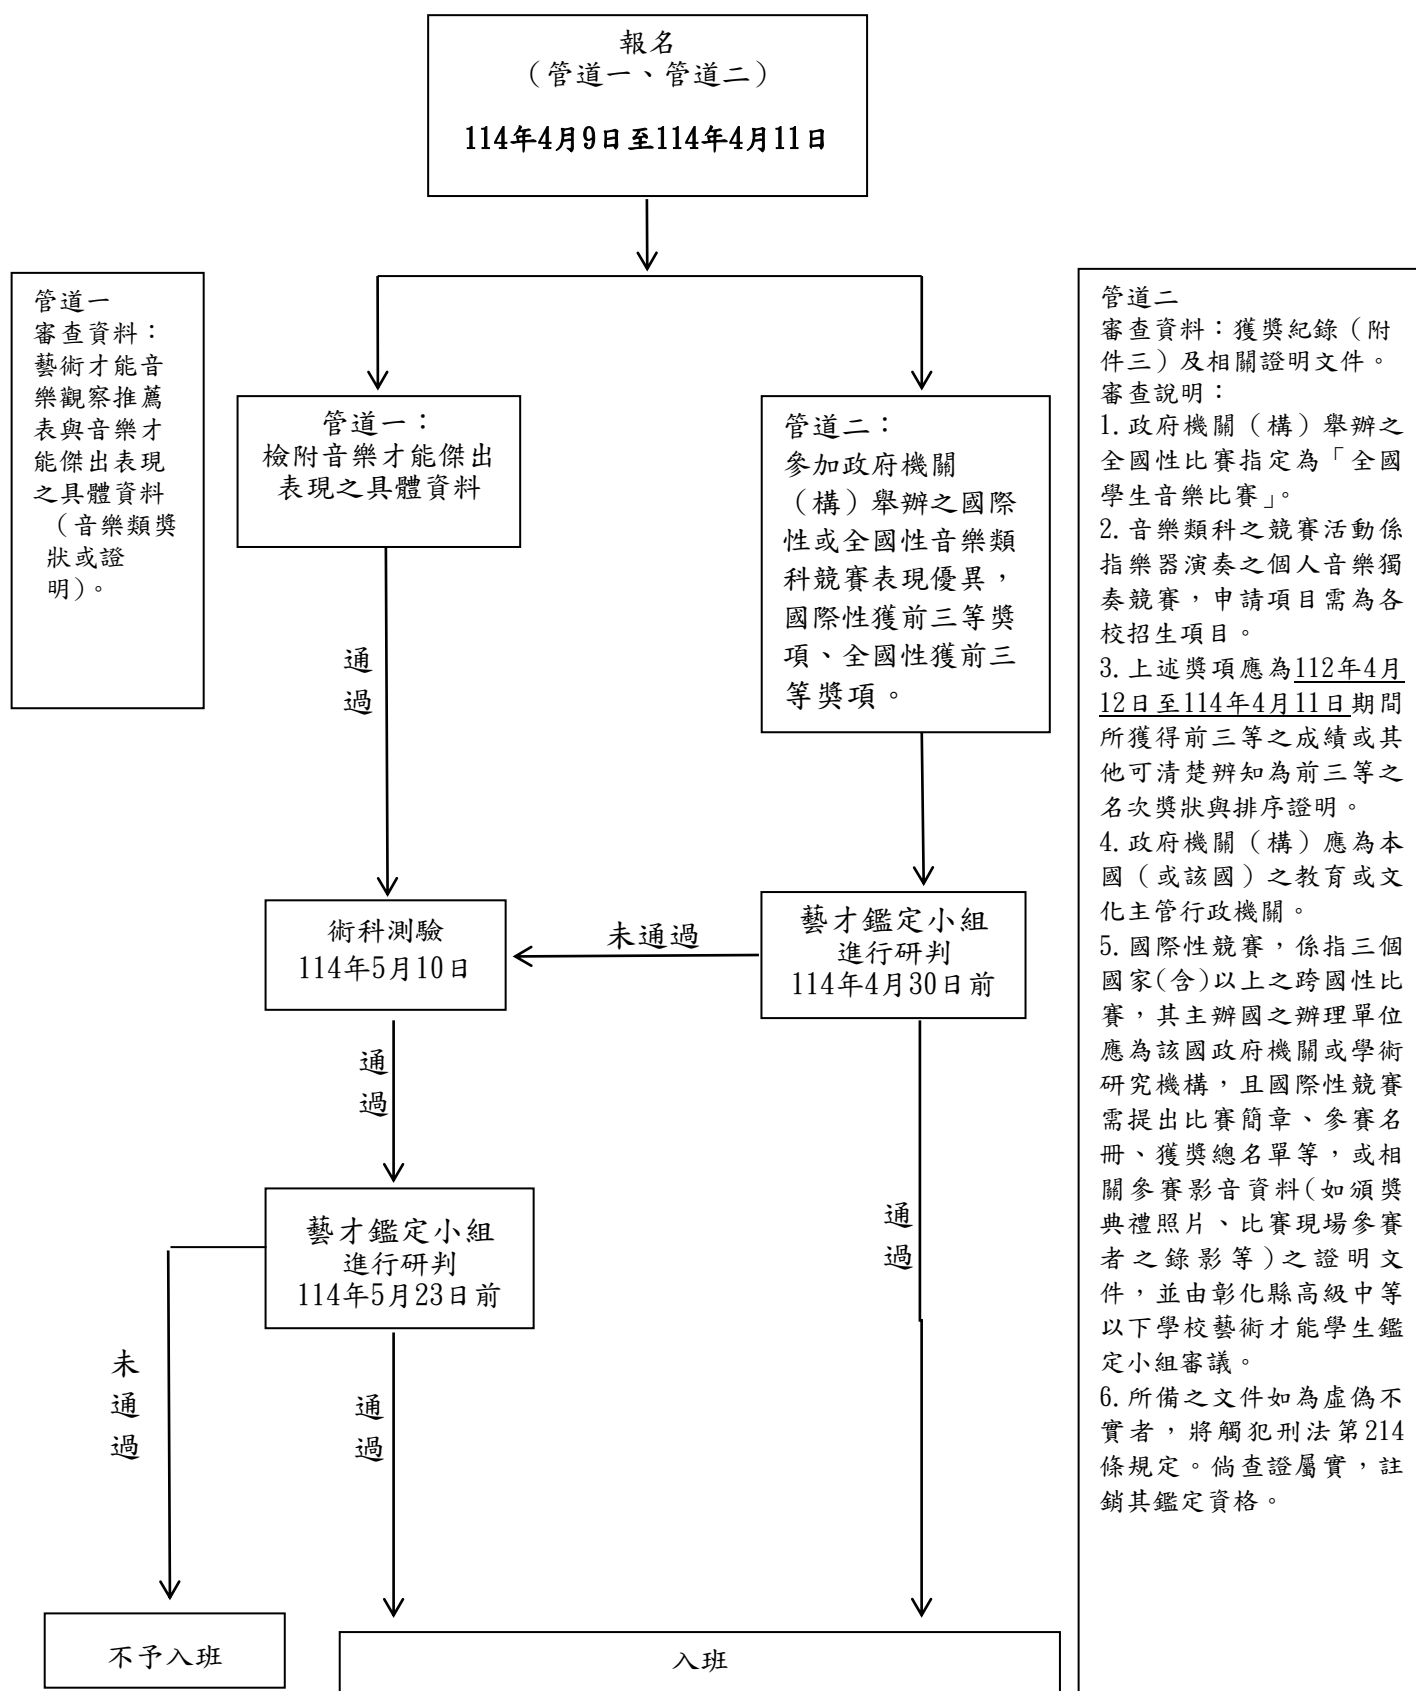 報名
（管道一、管道二）
114年4月9日至114年4月11日
管道一
審查資料：
藝術才能音
樂觀察推薦
表與音樂才
能傑出表現
之具體資料
（音樂類獎
狀或證
明）。
管道一：
檢附音樂才能傑出
表現之具體資料
管道二：
參加政府機關
（構）舉辦之國際
性或全國性音樂類
科競賽表現優異，
國際性獲前三等獎
項、全國性獲前三
等獎項。
管道二
審查資料：獲獎紀錄（附
件三）及相關證明文件。
審查說明：
1.政府機關（構）舉辦之
全國性比賽指定為「全國
學生音樂比賽」。
2.音樂類科之競賽活動係
指樂器演奏之個人音樂獨
奏競賽，申請項目需為各
校招生項目。
3.上述獎項應為112年4月
12日至114年4月11日期間
所獲得前三等之成績或其
他可清楚辨知為前三等之
名次獎狀與排序證明。
4.政府機關（構）應為本
國（或該國）之教育或文
化主管行政機關。
5.國際性競賽，係指三個
國家(含)以上之跨國性比
賽，其主辦國之辦理單位
應為該國政府機關或學術
研究機構，且國際性競賽
需提出比賽簡章、參賽名
冊、獲獎總名單等，或相
關參賽影音資料(如頒獎
典禮照片、比賽現場參賽
者之錄影等)之證明文
件，並由彰化縣高級中等
以下學校藝術才能學生鑑
定小組審議。
6.所備之文件如為虛偽不
實者，將觸犯刑法第214
條規定。倘查證屬實，註
銷其鑑定資格。
通
過
術科測驗
114年5月10日
未通過
藝才鑑定小組
進行研判
114年4月30日前
通
過
藝才鑑定小組
進行研判
114年5月23日前
通
過
未
通
過
通
過
不予入班
入班